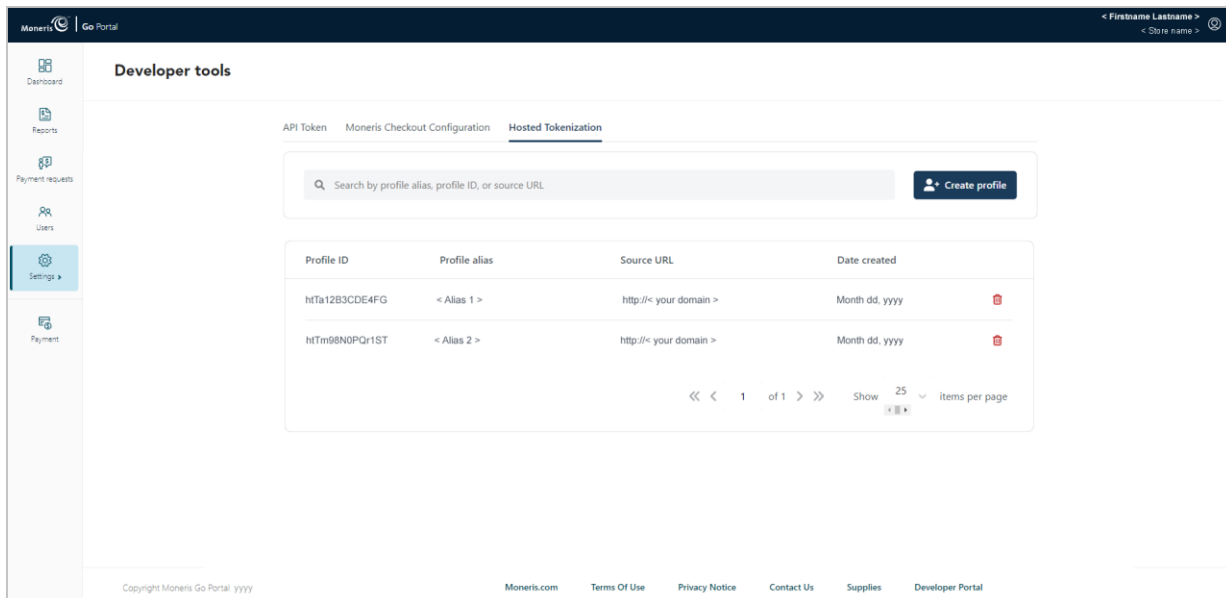 Moneris Go Portal
< Firstname Lastname >
< Store name >
Dashboard
Reports
Payment requests
Users
Settings
Payment
Developer tools
API Token Moneris Checkout Configuration Hosted Tokenization
Search by profile alias, profile ID, or source URL
Create profile
Profile ID Profile alias Source URL Date created
htTa12B3CDE4FG < Alias 1 > http://< your domain > Month dd, yyyy
htTm98N0PQr1ST < Alias 2 > http://< your domain > Month dd, yyyy
1 of 1 Show 25 items per page
Copyright Moneris Go Portal yyyy
Moneris.com Terms Of Use Privacy Notice Contact Us Supplies Developer Portal